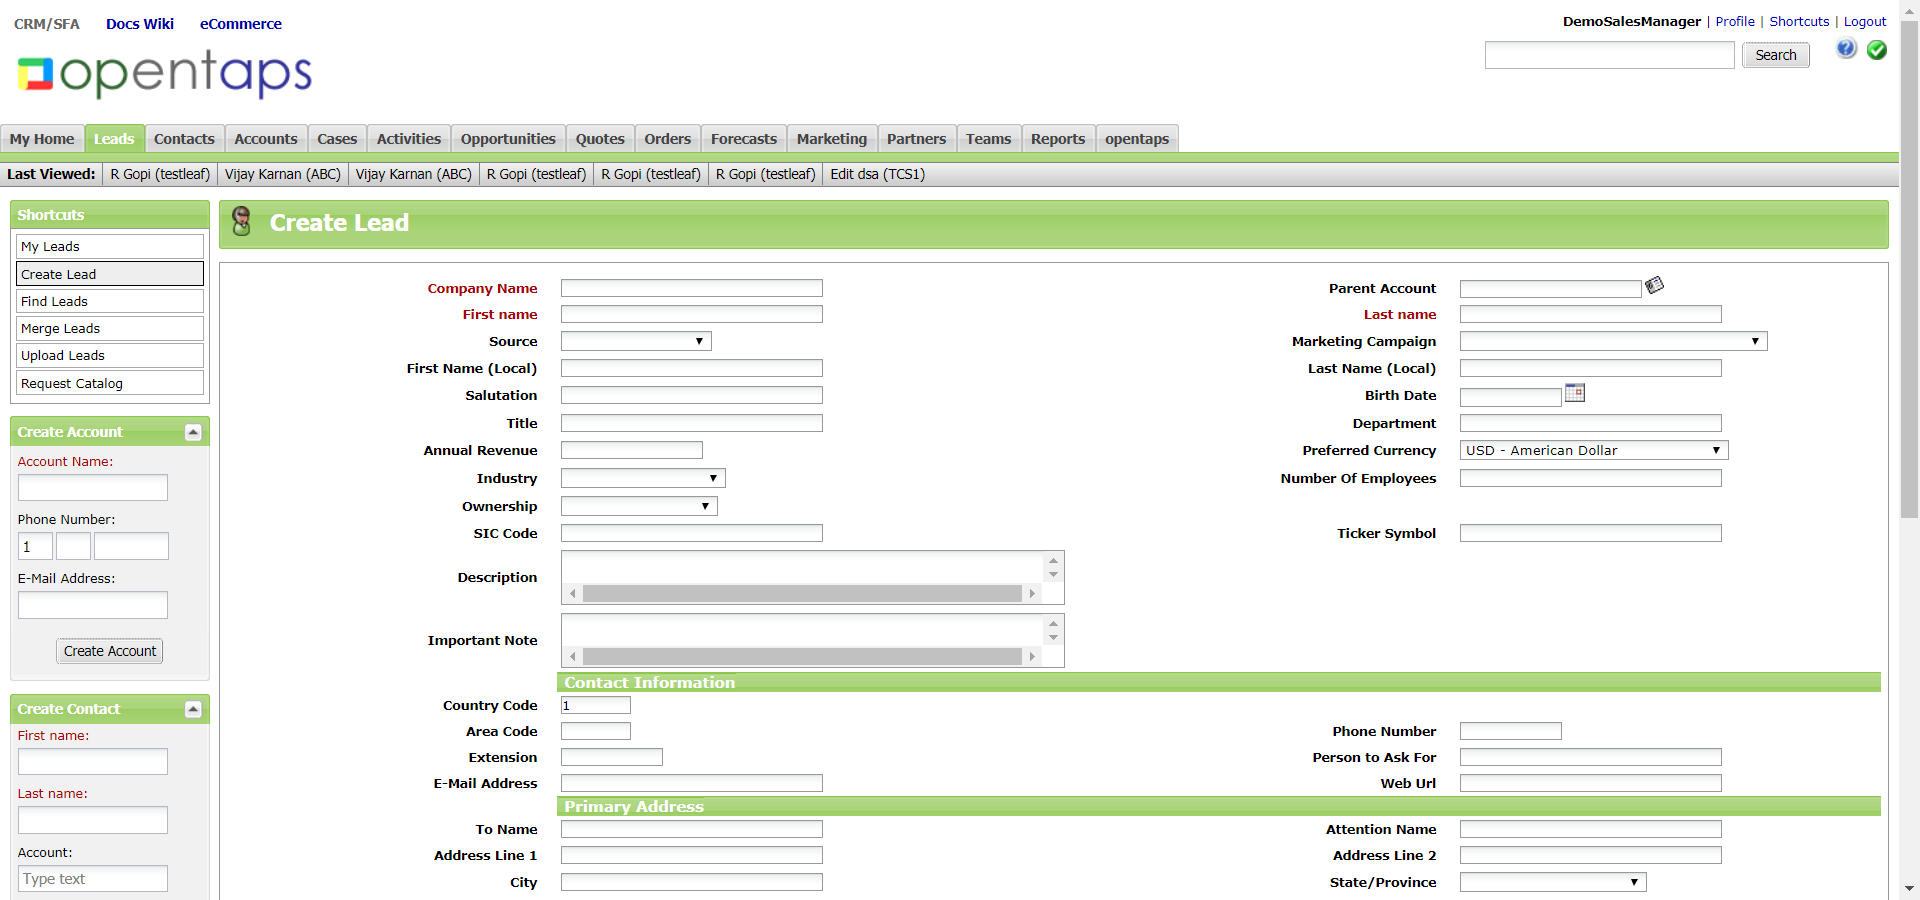 CRM/SFA Docs Wiki eCommerce
DemoSalesManager | Profile | Shortcuts | Logout
opentaps
Search
?
My Home Leads Contacts Accounts Cases Activities Opportunities Quotes Orders Forecasts Marketing Partners Teams Reports opentaps
Last Viewed: R Gopi (testleaf) Vijay Karnan (ABC) Vijay Karnan (ABC) R Gopi (testleaf) R Gopi (testleaf) R Gopi (testleaf) Edit dsa (TCS1)
Shortcuts
My Leads
Create Lead
Find Leads
Merge Leads
Upload Leads
Request Catalog
Create Account
Account Name:
Phone Number:
1
E-Mail Address:
Create Account
Create Contact
First name:
Last name:
Account:
Type text
Create Lead
Company Name Parent Account
First name Last name
Source Marketing Campaign
First Name (Local) Last Name (Local)
Salutation Birth Date
Title Department
Annual Revenue Preferred Currency USD - American Dollar
Industry Number Of Employees
Ownership
SIC Code Ticker Symbol
Description
Important Note
Contact Information
Country Code 1
Area Code Phone Number
Extension Person to Ask For
E-Mail Address Web Url
Primary Address
To Name Attention Name
Address Line 1 Address Line 2
City State/Province